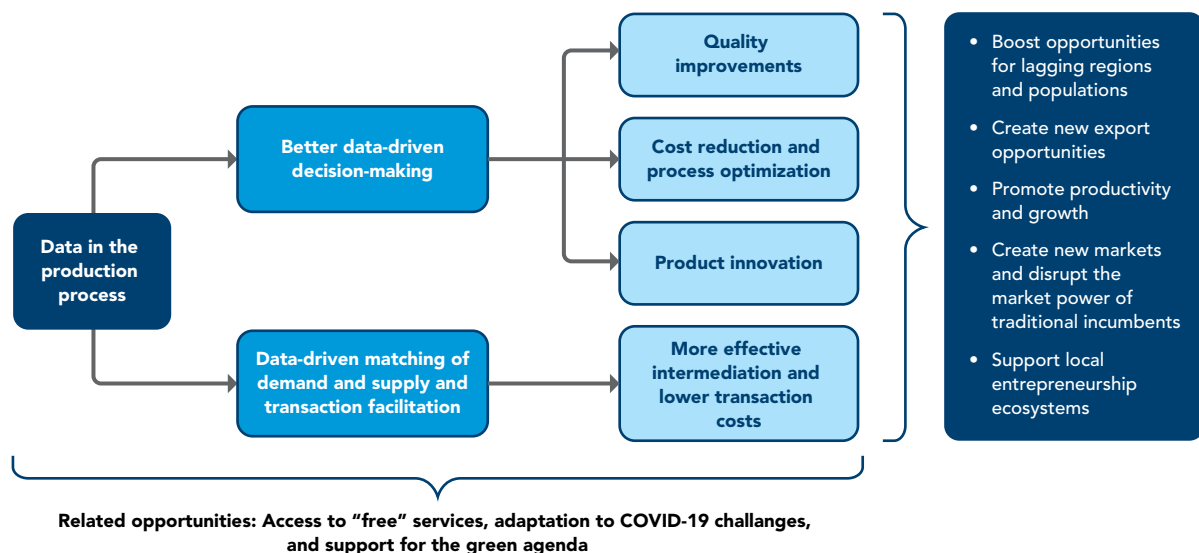 Data in the
production
process
Better data-driven
decision-making
Data-driven matching of
demand and supply and
transaction facilitation
Quality
improvements
Cost reduction and
process optimization
Product innovation
More effective
intermediation and
lower transaction
costs
• Boost opportunities
for lagging regions
and populations
• Create new export
opportunities
• Promote productivity
and growth
• Create new markets
and disrupt the
market power of
traditional incumbents
• Support local
entrepreneurship
ecosystems
Related opportunities: Access to “free” services, adaptation to COVID-19 challanges,
and support for the green agenda